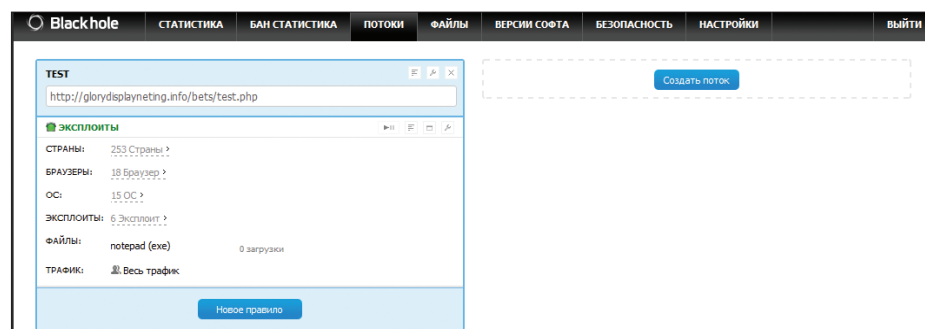 Blackhole СТАТИСТИКА БАН СТАТИСТИКА ПОТОКИ ФАЙЛЫ ВЕРСИИ СОФТА БЕЗОПАСНОСТЬ НАСТРОЙКИ ВЫЙТИ
TEST
Создать поток
http://glorydisplayneting.info/bets/test.php
ЭКСПЛОИТЫ
СТРАНЫ: 253 Страны
БРАУЗЕРЫ: 18 Браузер
ОС: 15 ОС
ЭКСПЛОИТЫ: 6 Эксплоит
ФАЙЛЫ: notepad (exe) 0 загрузки
ТРАФИК: Весь трафик
Новое правило